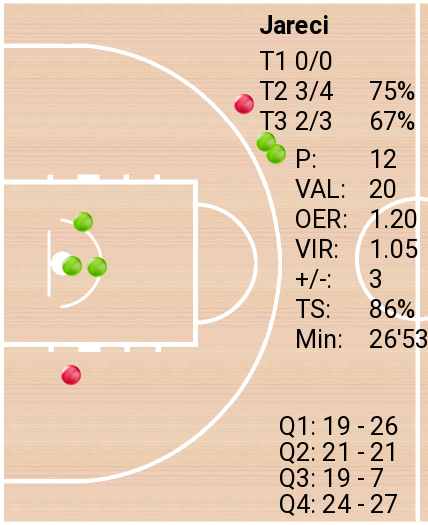 Jareci
T1 0/0
T2 3/4 75%
T3 2/3 67%
P: 12
VAL: 20
OER: 1.20
VIR: 1.05
+/-: 3
TS: 86%
Min: 26'53
Q1: 19 - 26
Q2: 21 - 21
Q3: 19 - 7
Q4: 24 - 27